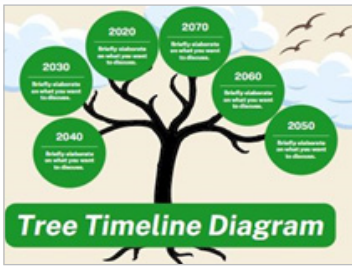 2020
Briefly elaborate
on what you want
to discuss.
2070
Briefly elaborate
on what you want
to discuss.
2030
Briefly elaborate
on what you want
to discuss.
2060
Briefly elaborate
on what you want
to discuss.
2040
Briefly elaborate
on what you want
to discuss.
2050
Briefly elaborate
on what you want
to discuss.
Tree Timeline Diagram